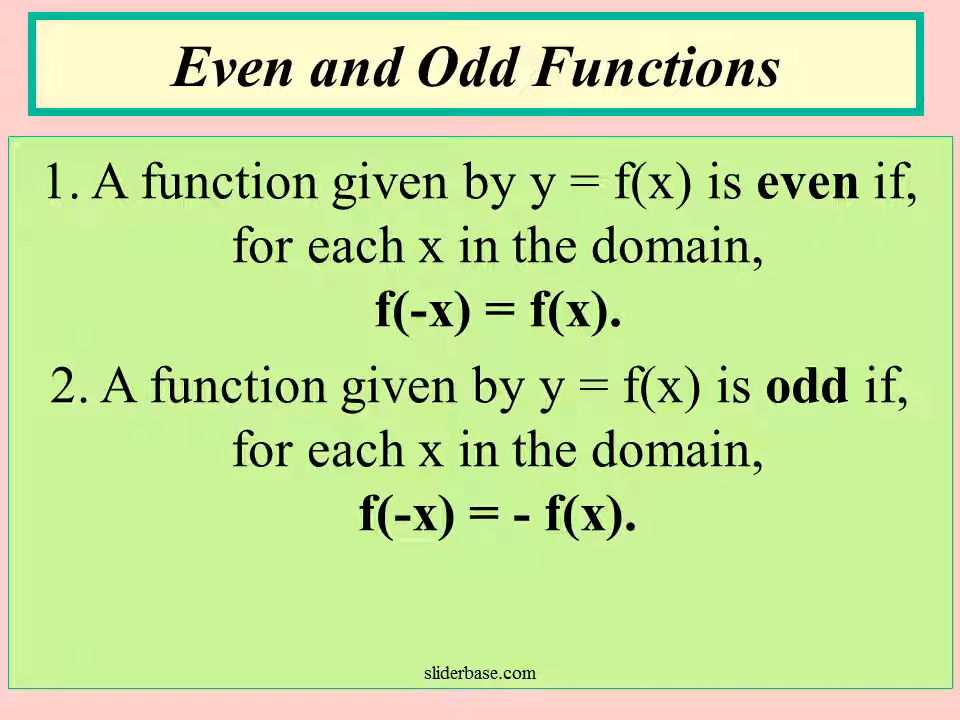 Even and Odd Functions
1. A function given by y = f(x) is even if,
for each x in the domain,
f(-x) = f(x).
2. A function given by y = f(x) is odd if,
for each x in the domain,
f(-x) = - f(x).
sliderbase.com